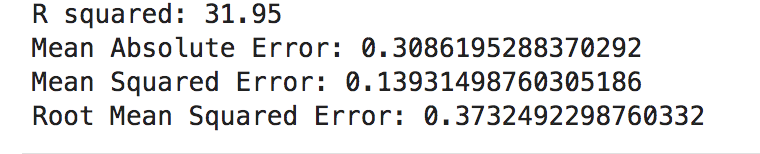 R squared: 31.95
Mean Absolute Error: 0.3086195288370292
Mean Squared Error: 0.13931498760305186
Root Mean Squared Error: 0.3732492298760332